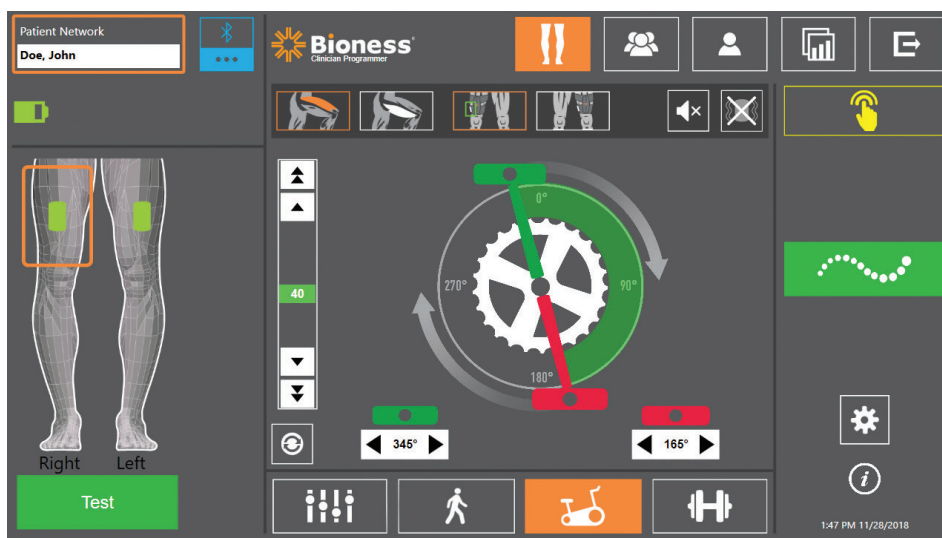 Patient Network
Doe, John
Bioness
Clinician Programmer
0°
90°
180°
270°
40
345°
165°
Right Left
Test
i
1:47 PM 11/28/2018